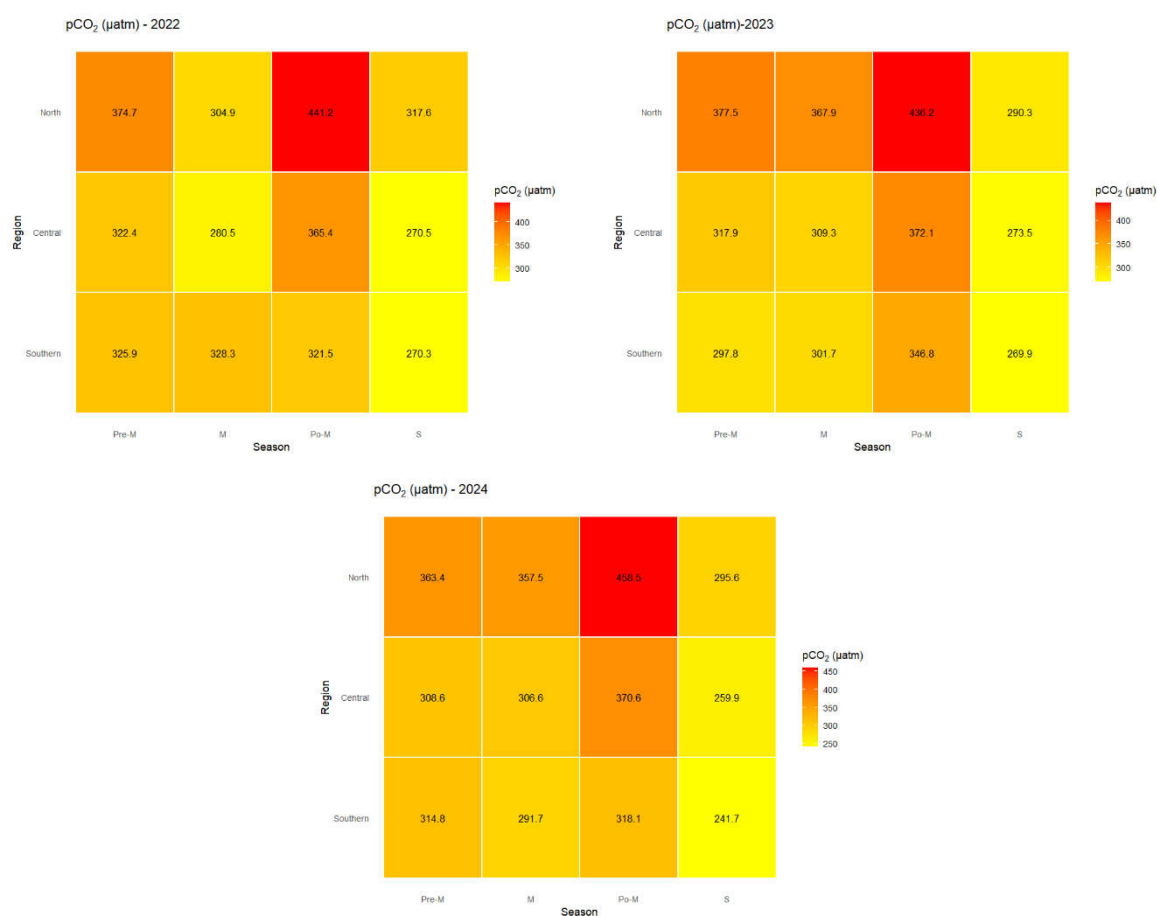 pCO₂ (µatm) - 2022
North 374.7 304.9 441.2 317.6
Central 322.4 280.5 365.4 270.5
Southern 325.9 328.3 321.5 270.3
Pre-M M Po-M S
Season
Region
pCO₂ (µatm)
400
350
300
pCO₂ (µatm)-2023
North 377.5 367.9 436.2 290.3
Central 317.9 309.3 372.1 273.5
Southern 297.8 301.7 346.8 269.9
Pre-M M Po-M S
Season
Region
pCO₂ (µatm)
400
350
300
pCO₂ (µatm) - 2024
North 363.4 357.5 458.5 295.6
Central 308.6 306.6 370.6 259.9
Southern 314.8 291.7 318.1 241.7
Pre-M M Po-M S
Season
Region
pCO₂ (µatm)
450
400
350
300
250